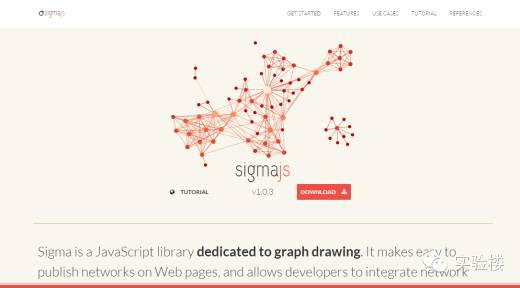 sigmajs
GET STARTED FEATURES USE CASES TUTORIAL REFERENCES
sigmajs
TUTORIAL v1.0.3 DOWNLOAD
Sigma is a JavaScript library dedicated to graph drawing. It makes easy to
publish networks on Web pages, and allows developers to integrate network
实验楼